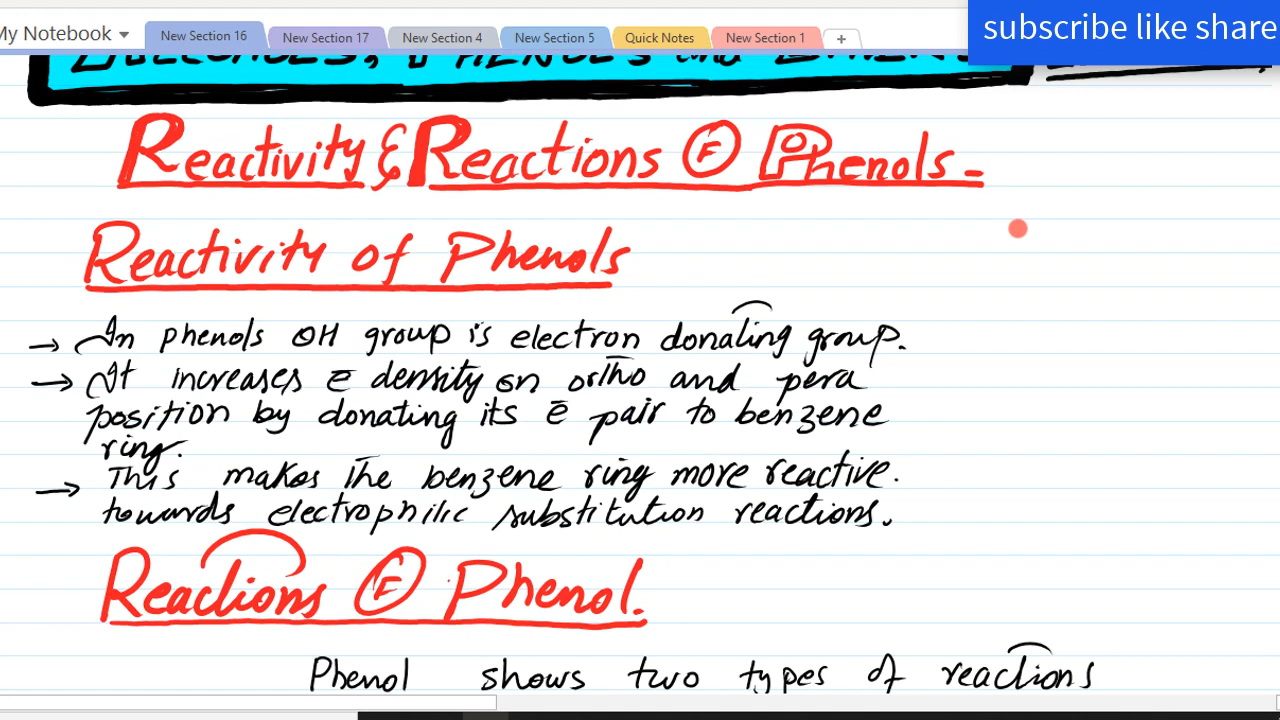 subscribe like share
My Notebook
New Section 16 New Section 17 New Section 4 New Section 5 Quick Notes New Section 1 +
Reactivity & Reactions OF Phenols -
Reactivity of Phenols
→ In phenols OH group is electron donating group.
→ It increases e̅ density on ortho and pera
position by donating its e̅ pair to benzene
ring.
→ This makes the benzene ring more reactive.
towards electrophilic substitution reactions.
Reactions OF Phenol.
Phenol shows two types of reactions